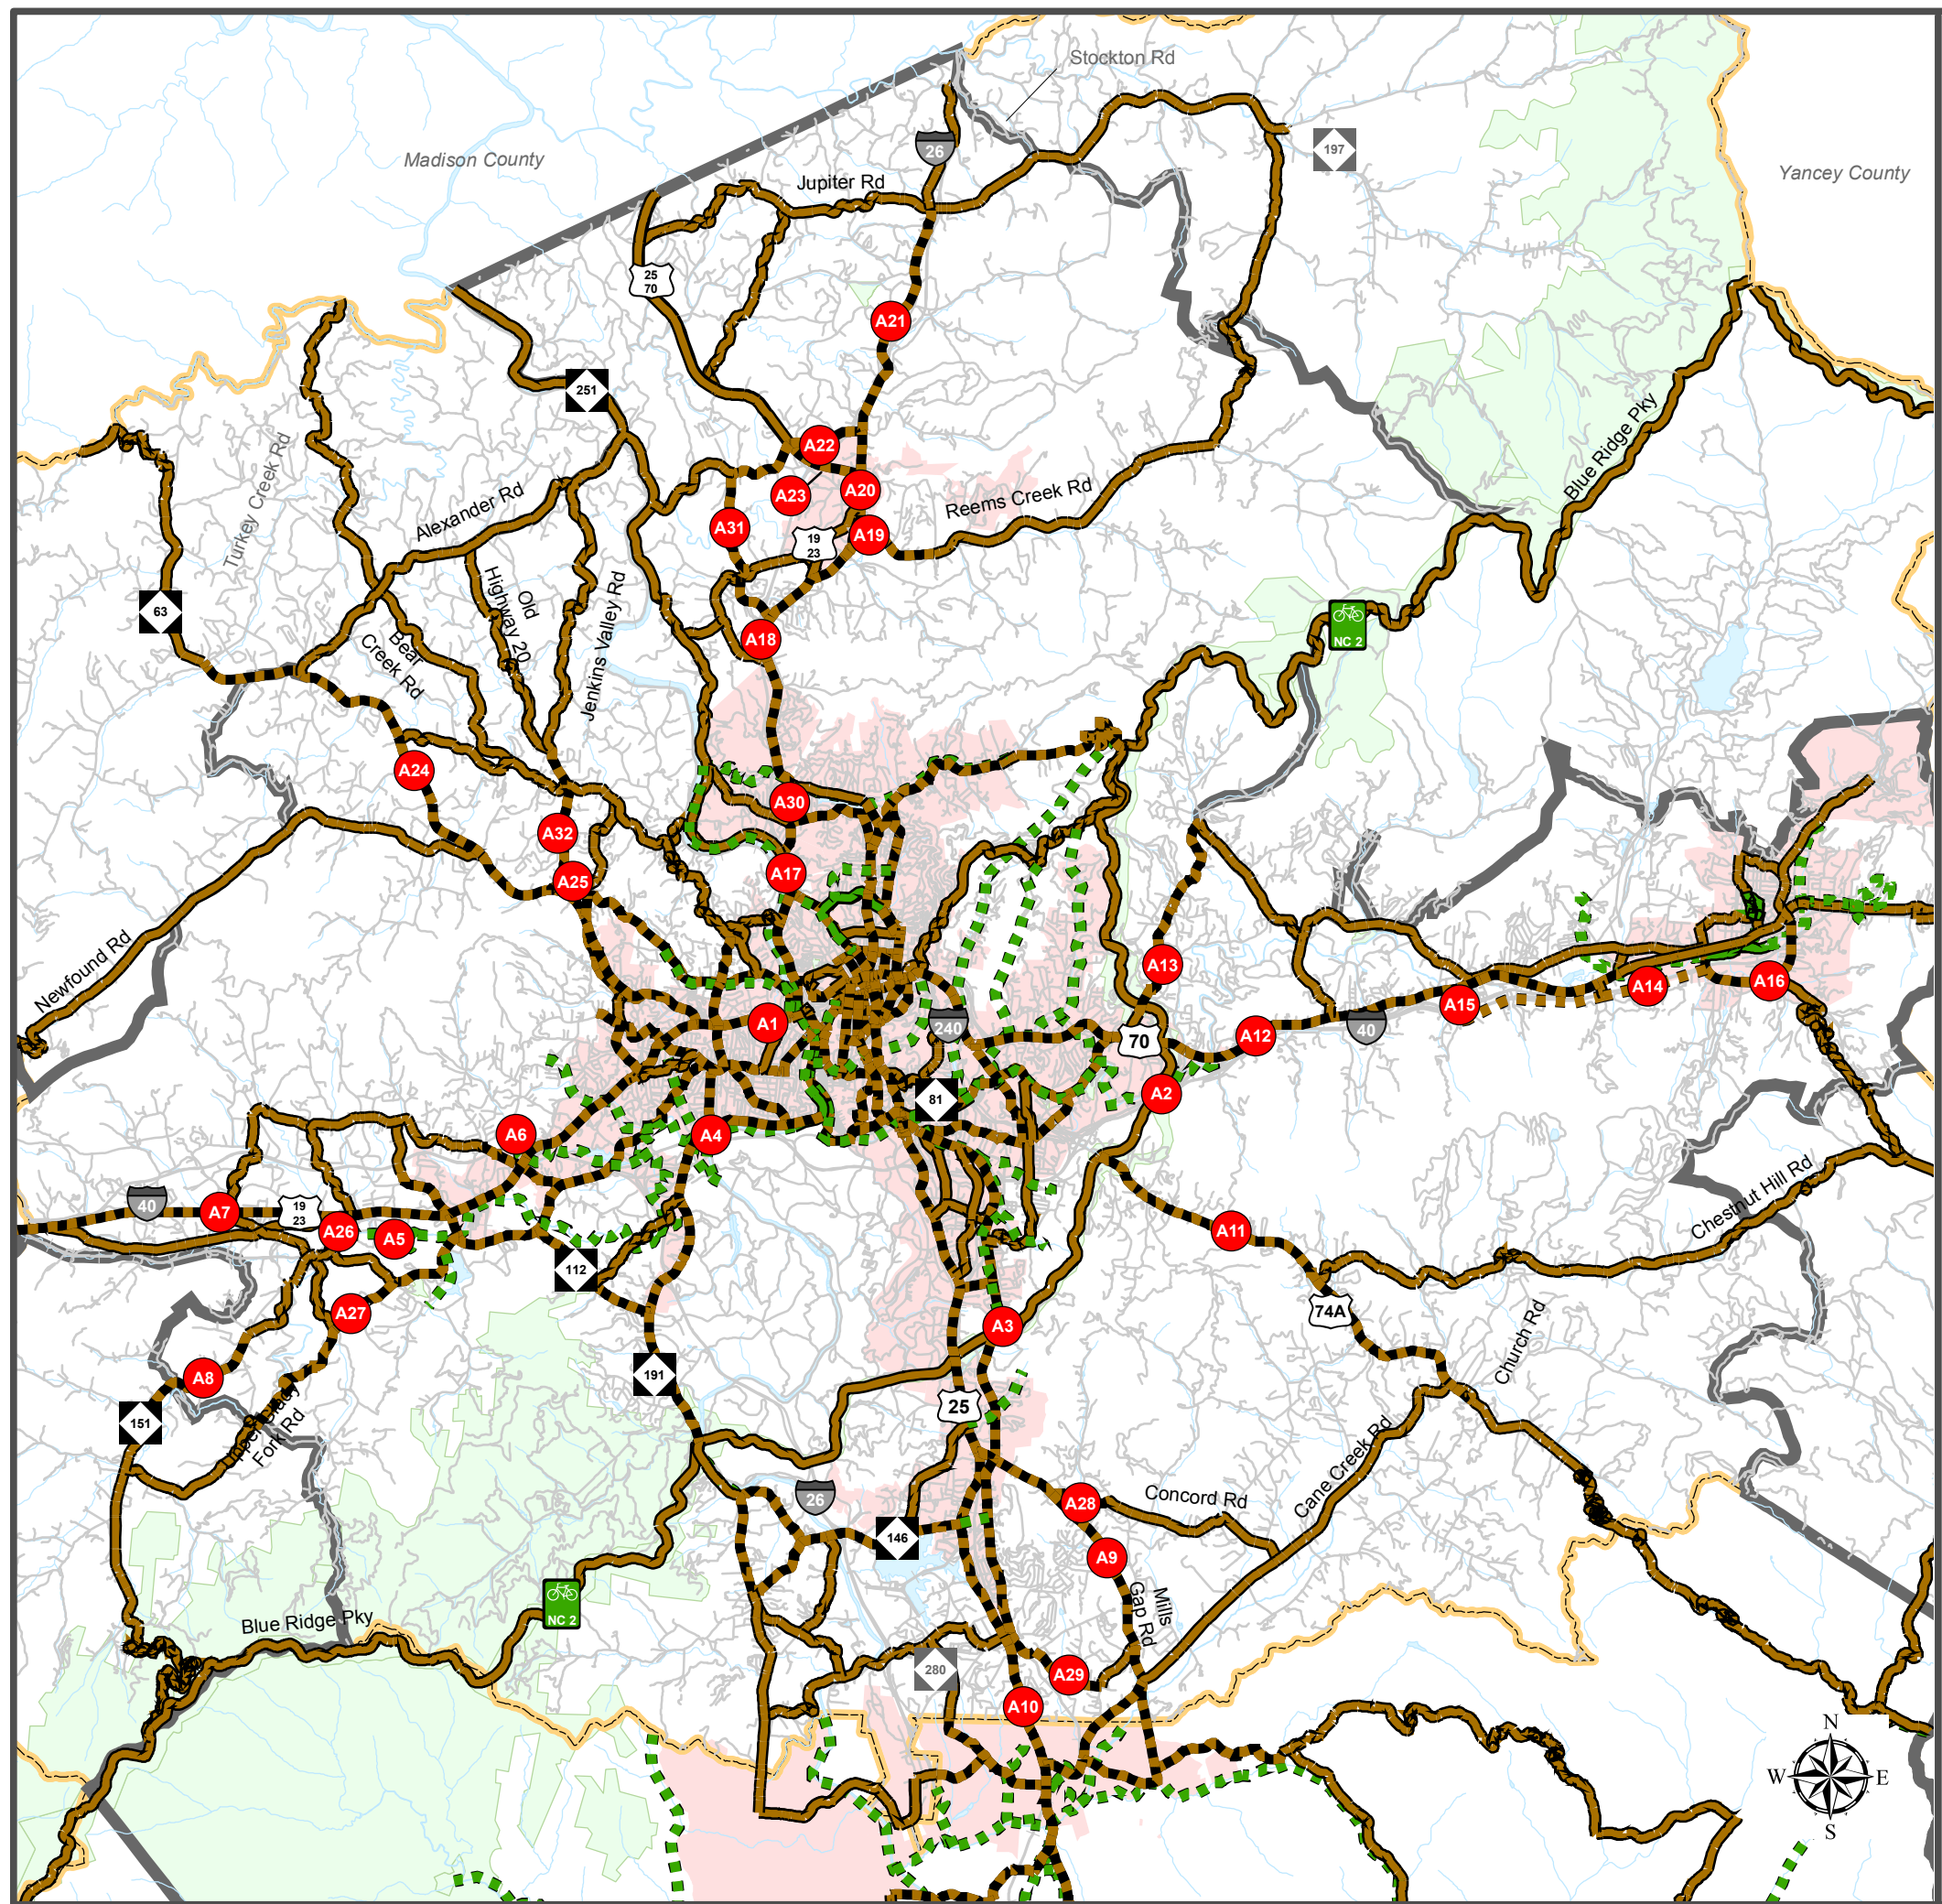 Stockton Rd
26
197
Madison County
Yancey County
Jupiter Rd
25
70
A21
251
Blue Ridge Pky
A22
Turkey Creek Rd
A23
A20
Alexander Rd
Reems Creek Rd
A31
A19
19
23
63
Old
Highway 20
Jenkins Valley Rd
Bear
Creek Rd
A18
NC 2
A24
A30
A32
A17
A25
Newfound Rd
A13
A14
A16
A15
A1
240
40
70
A12
A2
81
A6
A4
Chestnut Hill Rd
40
A7
19
23
A26
A5
A11
112
74A
A27
A3
Church Rd
191
A8
25
151
Fork Rd
Cane Creek Rd
26
A28
Concord Rd
146
A9
Mills
Gap Rd
NC 2
Blue Ridge Pky
280
A29
A10
N
W
E
S